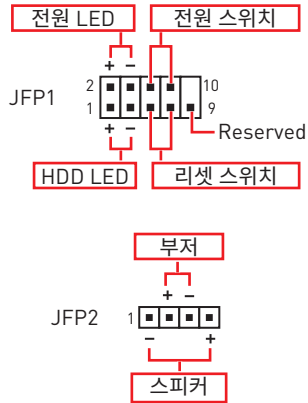 전원 LED 전원 스위치
+ − 
2 10
JFP1
1 9
+ −
Reserved
HDD LED 리셋 스위치
부저
+ −
JFP2 1
− +
스피커